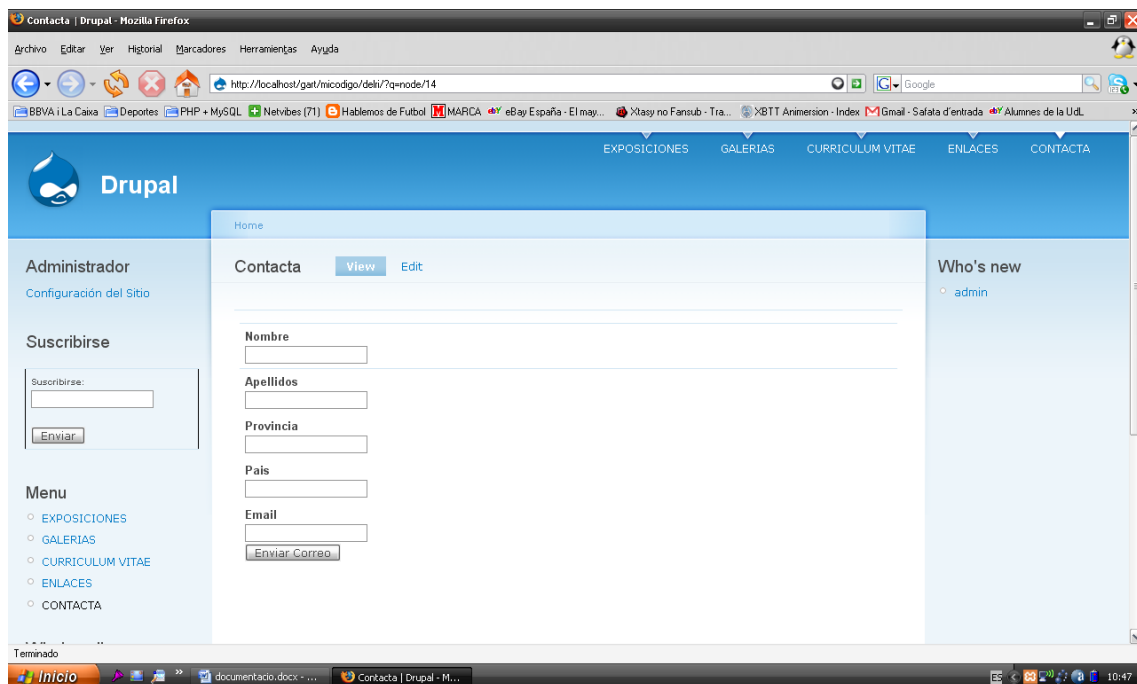 Contacta | Drupal - Mozilla Firefox
Archivo Editar Ver Historial Marcadores Herramientas Ayuda
http://localhost/gart/micodigo/delri/?q=node/14
Google
BBVA i La Caixa Deportes PHP + MySQL Netvibes (71) Hablemos de Futbol MARCA eBay España - El may... Xtasy no Fansub - Tra... XBTT Animersion - Index Gmail - Safata d'entrada Alumnes de la UdL
EXPOSICIONES GALERIAS CURRICULUM VITAE ENLACES CONTACTA
Drupal
Home
Administrador
Configuración del Sitio
Contacta View Edit
Who's new
admin
Suscribirse
Suscribirse:
Enviar
Nombre
Apellidos
Provincia
Pais
Email
Enviar Correo
Menu
EXPOSICIONES
GALERIAS
CURRICULUM VITAE
ENLACES
CONTACTA
Terminado
Inicio
documentacio.docx - ...
Contacta | Drupal - M...
ES
10:47